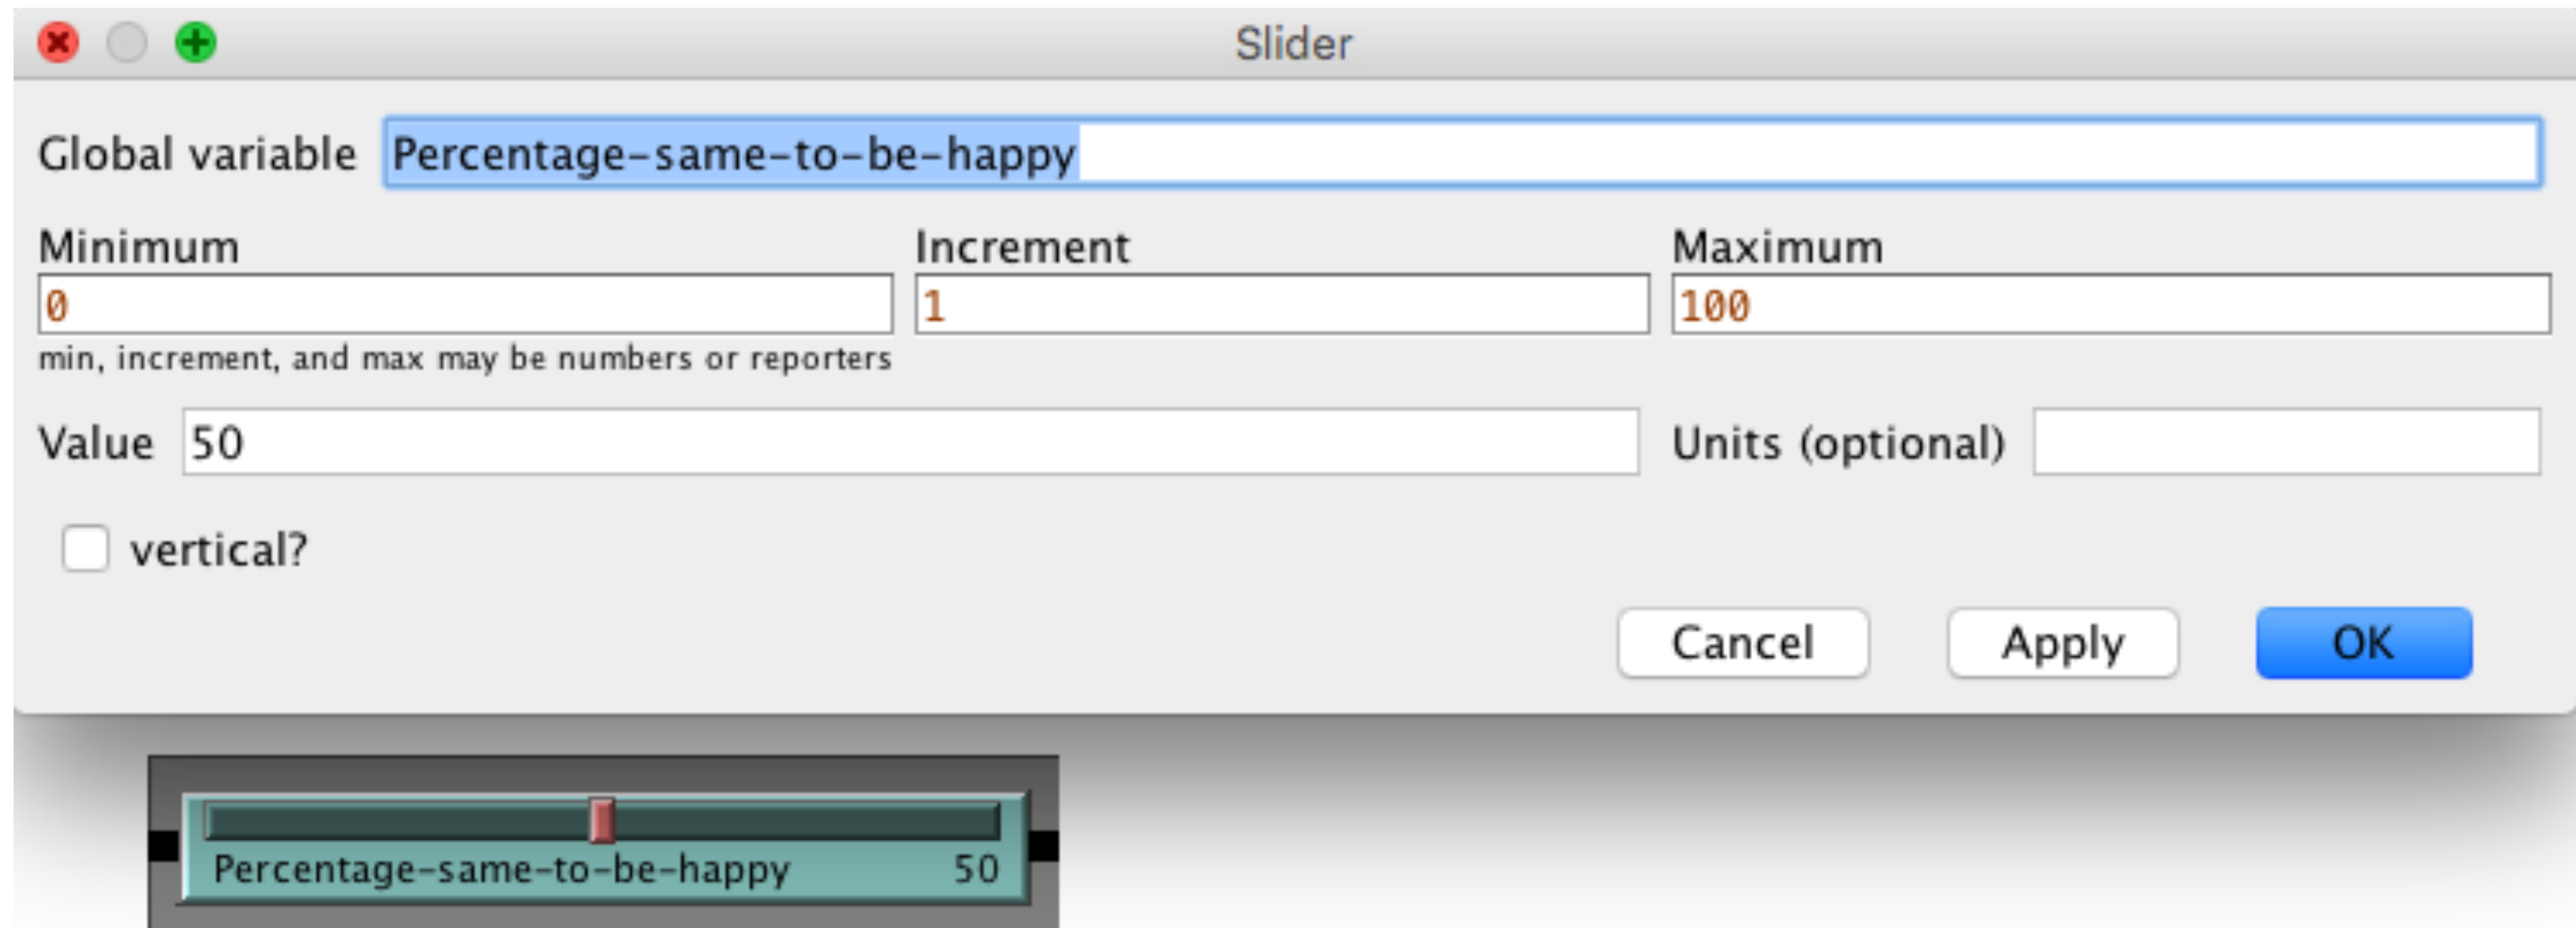 Slider
Global variable Percentage-same-to-be-happy
Minimum Increment Maximum
0 1 100
min, increment, and max may be numbers or reporters
Value 50 Units (optional)
vertical?
Cancel Apply OK
Percentage-same-to-be-happy 50